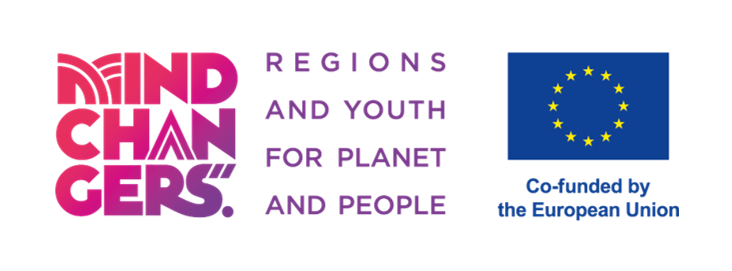 MIND
CHAN
GERS.
REGIONS
AND YOUTH
FOR PLANET
AND PEOPLE
Co-funded by
the European Union